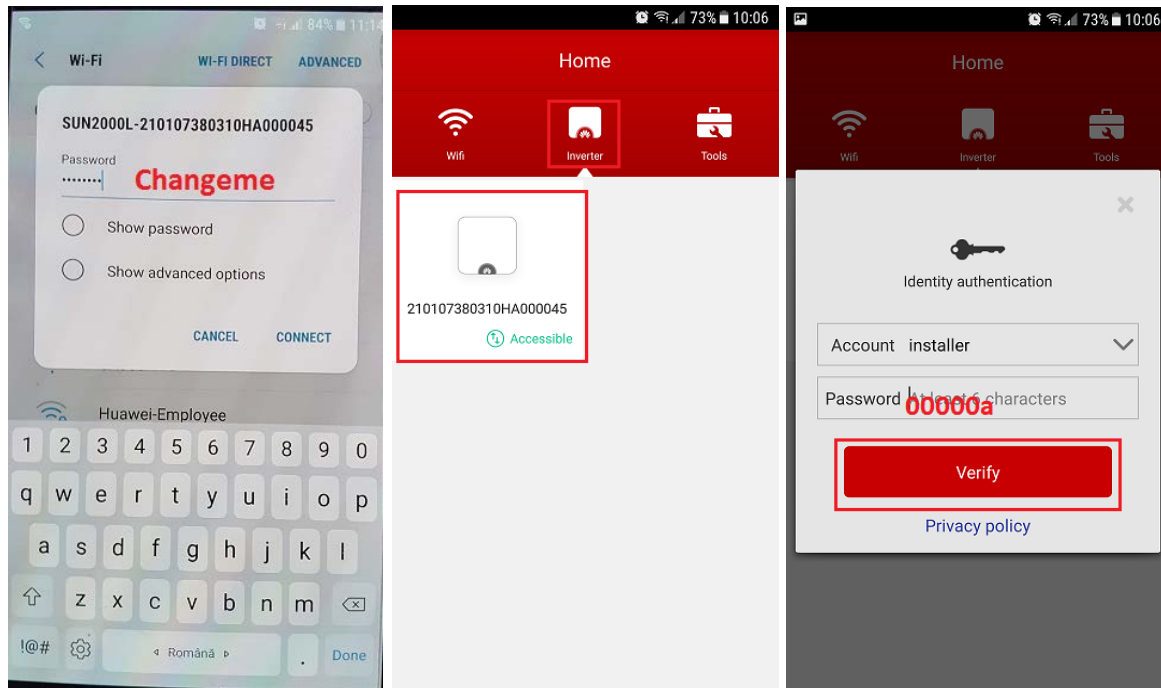 84% 11:14
Wi-Fi WI-FI DIRECT ADVANCED
SUN2000L-210107380310HA000045
Password
•••••••• Changeme
Show password
Show advanced options
CANCEL CONNECT
Huawei-Employee
1 2 3 4 5 6 7 8 9 0
q w e r t y u i o p
a s d f g h j k l
z x c v b n m
!@# Română . Done
73% 10:06
Home
Wifi Inverter Tools
210107380310HA000045
Accessible
73% 10:06
Home
Wifi Inverter Tools
Identity authentication
Account installer
Password At least 6 characters
00000a
Verify
Privacy policy